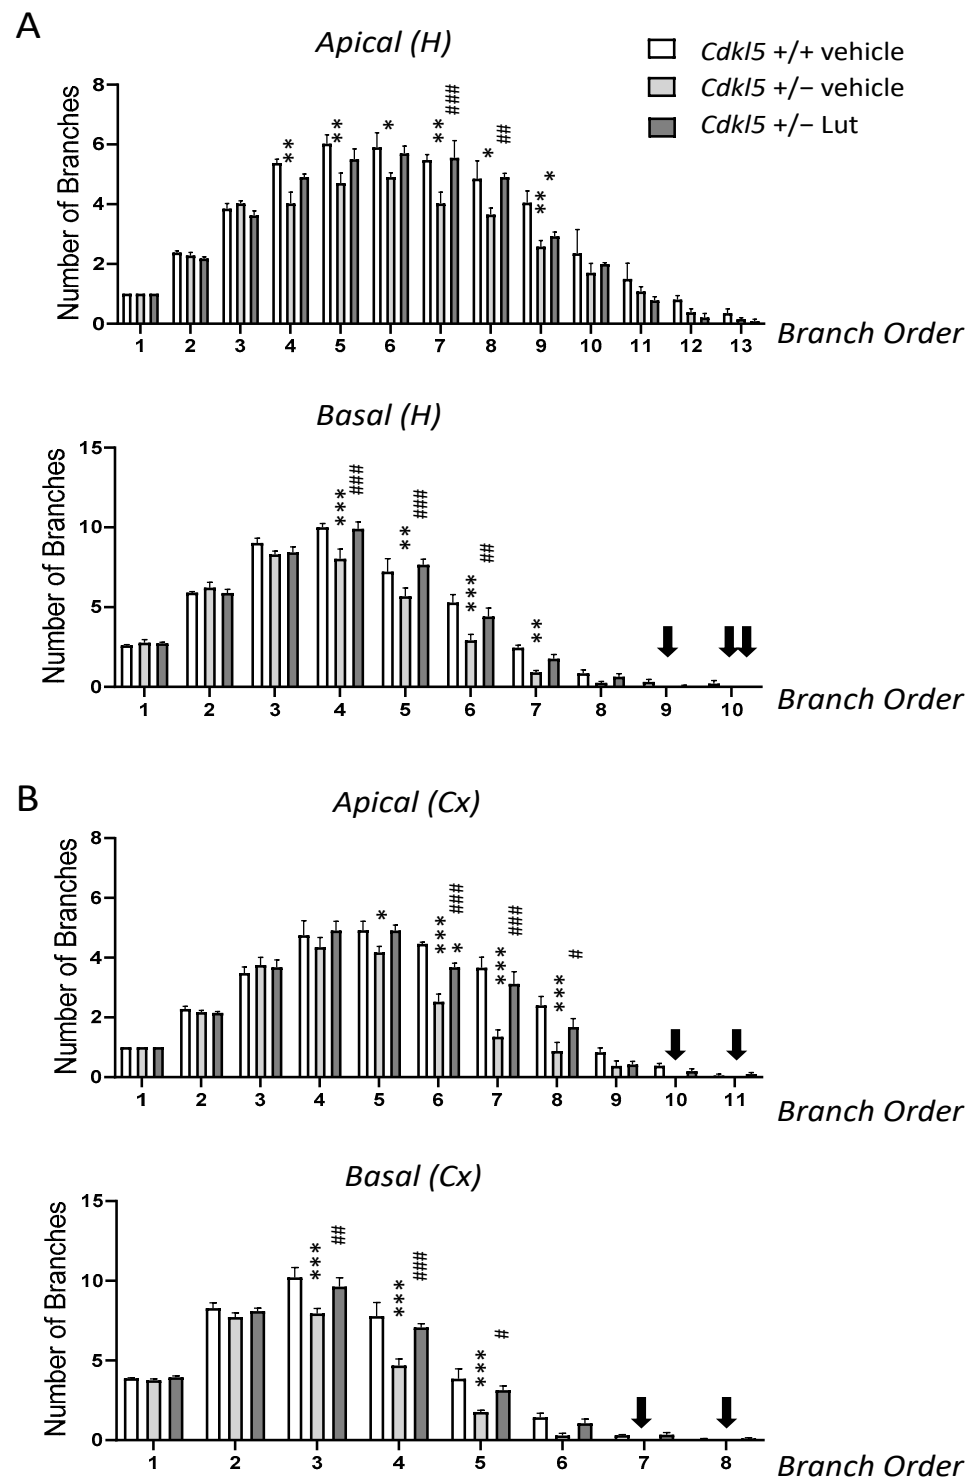 A
Apical (H)
Cdkl5 +/+ vehicle
Cdkl5 +/− vehicle
Cdkl5 +/− Lut
Number of Branches
8
6
4
2
0
** ** * ** ### * ## ** *
1 2 3 4 5 6 7 8 9 10 11 12 13
Branch Order
Basal (H)
Number of Branches
15
10
5
0
*** ### ** ### *** ## **
1 2 3 4 5 6 7 8 9 10
Branch Order
B
Apical (Cx)
Number of Branches
8
6
4
2
0
* *** ### * *** ### *** #
1 2 3 4 5 6 7 8 9 10 11
Branch Order
Basal (Cx)
Number of Branches
15
10
5
0
*** ## *** ### *** #
1 2 3 4 5 6 7 8
Branch Order